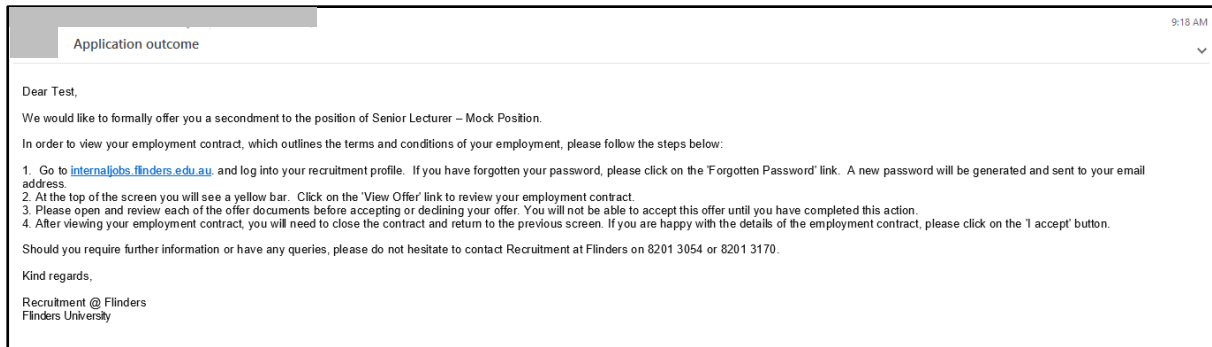 9:18 AM
Application outcome
Dear Test,
We would like to formally offer you a secondment to the position of Senior Lecturer – Mock Position.
In order to view your employment contract, which outlines the terms and conditions of your employment, please follow the steps below:
1. Go to internaljobs.flinders.edu.au. and log into your recruitment profile. If you have forgotten your password, please click on the 'Forgotten Password' link. A new password will be generated and sent to your email
address.
2. At the top of the screen you will see a yellow bar. Click on the 'View Offer' link to review your employment contract.
3. Please open and review each of the offer documents before accepting or declining your offer. You will not be able to accept this offer until you have completed this action.
4. After viewing your employment contract, you will need to close the contract and return to the previous screen. If you are happy with the details of the employment contract, please click on the 'I accept' button.
Should you require further information or have any queries, please do not hesitate to contact Recruitment at Flinders on 8201 3054 or 8201 3170.
Kind regards,
Recruitment @ Flinders
Flinders University